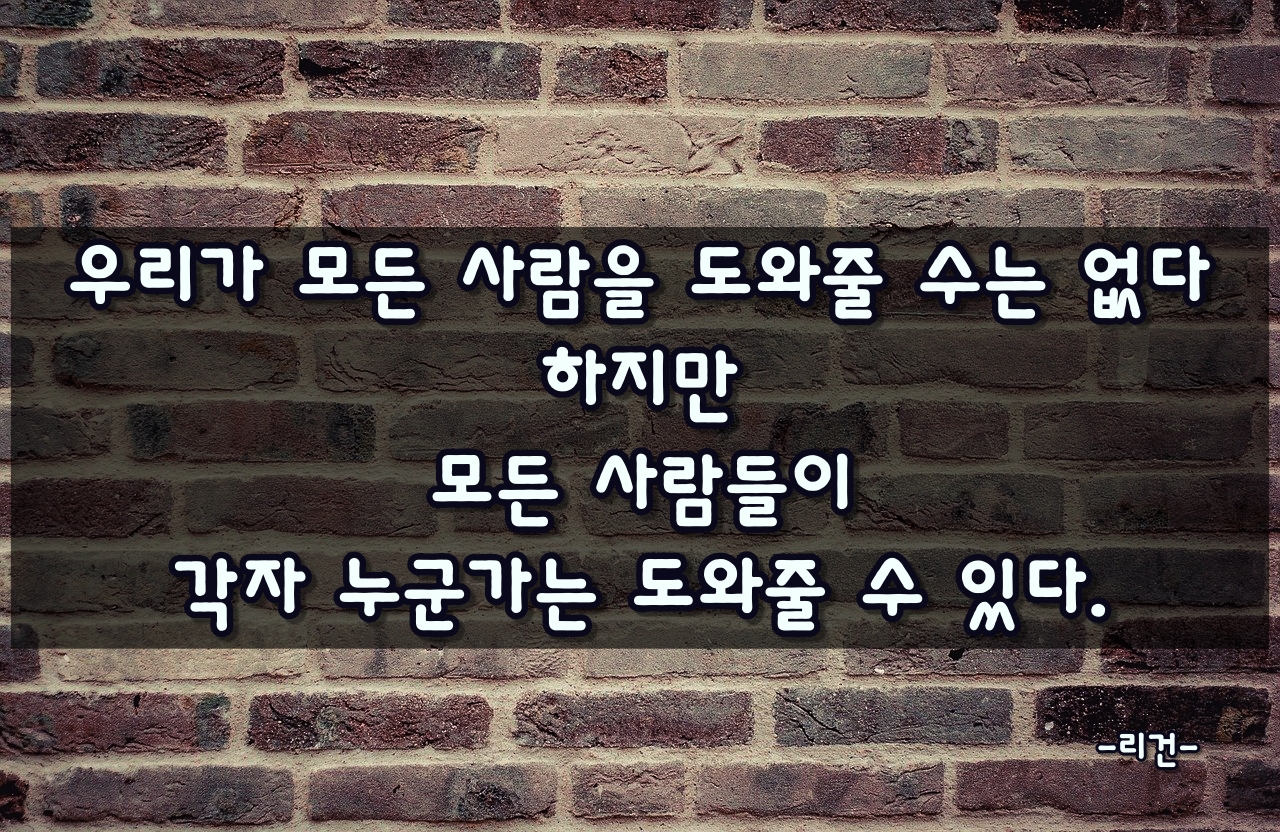 우리가 모든 사람을 도와줄 수는 없다
하지만
모든 사람들이
각자 누군가는 도와줄 수 있다.
-리건-